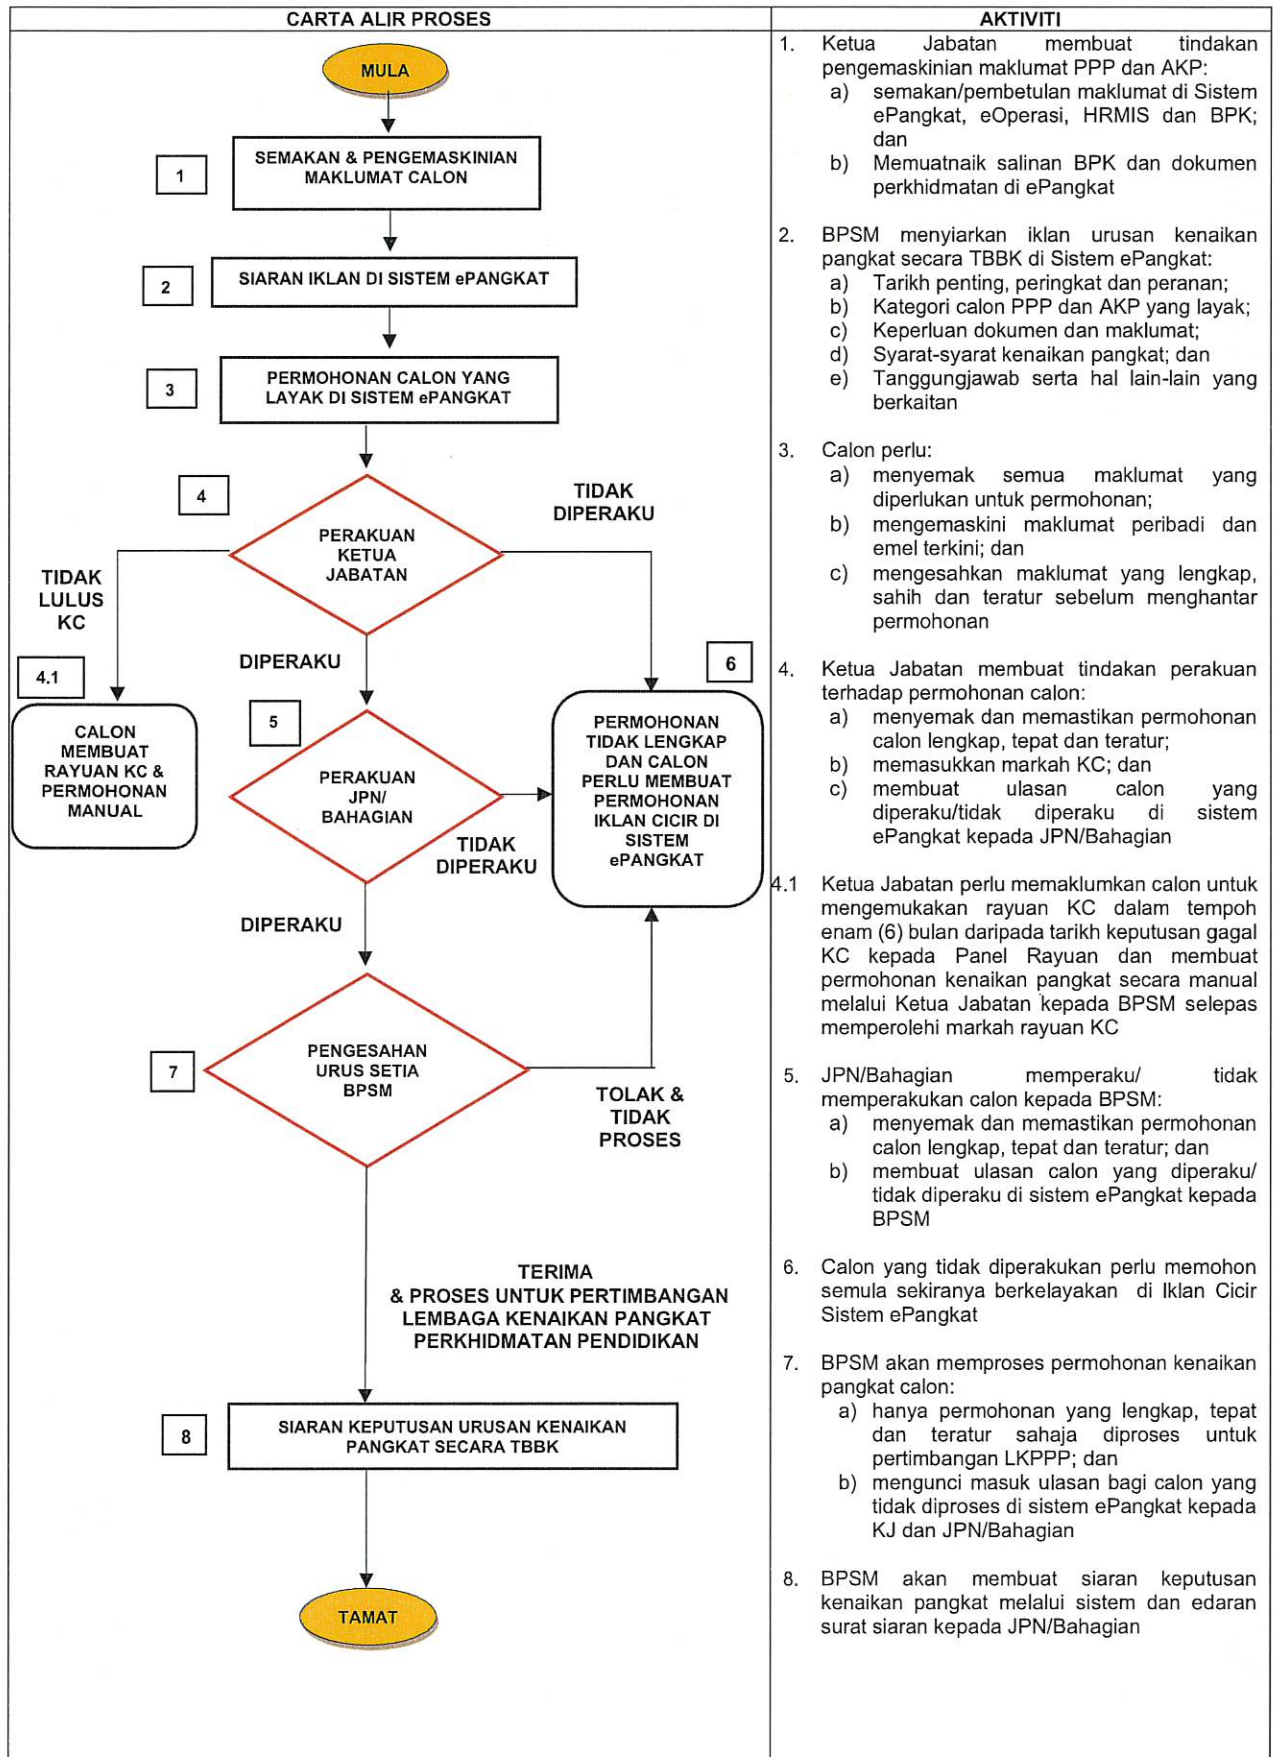 CARTA ALIR PROSES
MULA
1
SEMAKAN & PENGEMASKINIAN
MAKLUMAT CALON
2
SIARAN IKLAN DI SISTEM ePANGKAT
3
PERMOHONAN CALON YANG
LAYAK DI SISTEM ePANGKAT
4
PERAKUAN
KETUA
JABATAN
TIDAK
DIPERAKU
TIDAK
LULUS
KC
DIPERAKU
4.1
CALON
MEMBUAT
RAYUAN KC &
PERMOHONAN
MANUAL
5
PERAKUAN
JPN/
BAHAGIAN
TIDAK
DIPERAKU
6
PERMOHONAN
TIDAK LENGKAP
DAN CALON
PERLU MEMBUAT
PERMOHONAN
IKLAN CICIR DI
SISTEM
ePANGKAT
DIPERAKU
7
PENGESAHAN
URUS SETIA
BPSM
TOLAK &
TIDAK
PROSES
TERIMA
& PROSES UNTUK PERTIMBANGAN
LEMBAGA KENAIKAN PANGKAT
PERKHIDMATAN PENDIDIKAN
8
SIARAN KEPUTUSAN URUSAN KENAIKAN
PANGKAT SECARA TBBK
TAMAT
AKTIVITI
1. Ketua Jabatan membuat tindakan
pengemaskinian maklumat PPP dan AKP:
a) semakan/pembetulan maklumat di Sistem
ePangkat, eOperasi, HRMIS dan BPK;
dan
b) Memuatnaik salinan BPK dan dokumen
perkhidmatan di ePangkat
2. BPSM menyiarkan iklan urusan kenaikan
pangkat secara TBBK di Sistem ePangkat:
a) Tarikh penting, peringkat dan peranan;
b) Kategori calon PPP dan AKP yang layak;
c) Keperluan dokumen dan maklumat;
d) Syarat-syarat kenaikan pangkat; dan
e) Tanggungjawab serta hal lain-lain yang
berkaitan
3. Calon perlu:
a) menyemak semua maklumat yang
diperlukan untuk permohonan;
b) mengemaskini maklumat peribadi dan
emel terkini; dan
c) mengesahkan maklumat yang lengkap,
sahih dan teratur sebelum menghantar
permohonan
4. Ketua Jabatan membuat tindakan perakuan
terhadap permohonan calon:
a) menyemak dan memastikan permohonan
calon lengkap, tepat dan teratur;
b) memasukkan markah KC; dan
c) membuat ulasan calon yang
diperaku/tidak diperaku di sistem
ePangkat kepada JPN/Bahagian
4.1 Ketua Jabatan perlu memaklumkan calon untuk
mengemukakan rayuan KC dalam tempoh
enam (6) bulan daripada tarikh keputusan gagal
KC kepada Panel Rayuan dan membuat
permohonan kenaikan pangkat secara manual
melalui Ketua Jabatan kepada BPSM selepas
memperolehi markah rayuan KC
5. JPN/Bahagian memperaku/ tidak
memperakukan calon kepada BPSM:
a) menyemak dan memastikan permohonan
calon lengkap, tepat dan teratur; dan
b) membuat ulasan calon yang diperaku/
tidak diperaku di sistem ePangkat kepada
BPSM
6. Calon yang tidak diperakukan perlu memohon
semula sekiranya berkelayakan di Iklan Cicir
Sistem ePangkat
7. BPSM akan memproses permohonan kenaikan
pangkat calon:
a) hanya permohonan yang lengkap, tepat
dan teratur sahaja diproses untuk
pertimbangan LKPPP; dan
b) mengunci masuk ulasan bagi calon yang
tidak diproses di sistem ePangkat kepada
KJ dan JPN/Bahagian
8. BPSM akan membuat siaran keputusan
kenaikan pangkat melalui sistem dan edaran
surat siaran kepada JPN/Bahagian